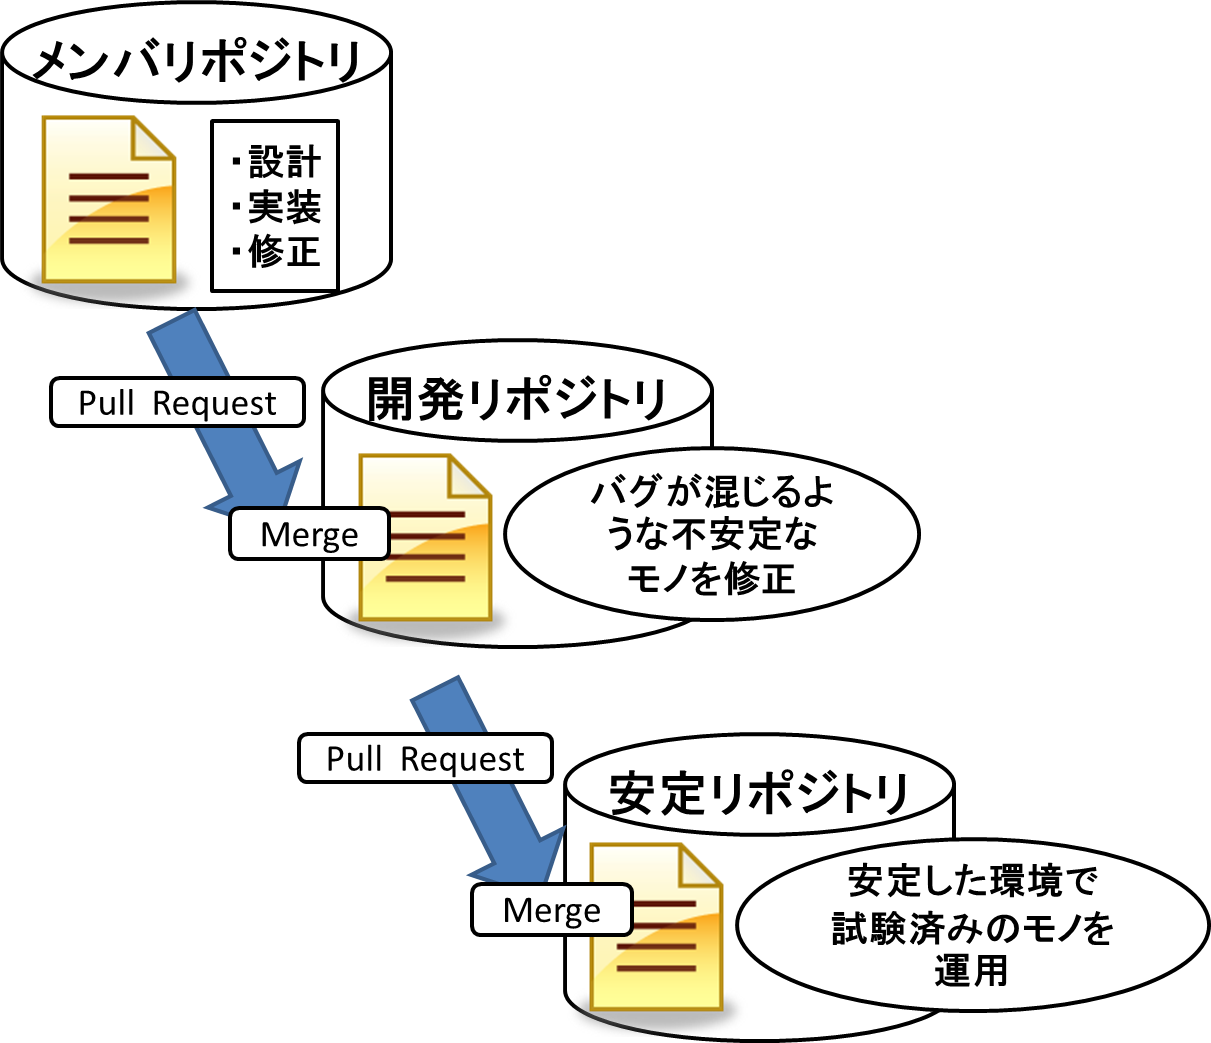 メンバリポジトリ
・設計
・実装
・修正
Pull Request
開発リポジトリ
Merge
バグが混じるよ
うな不安定な
モノを修正
Pull Request
安定リポジトリ
Merge
安定した環境で
試験済みのモノを
運用